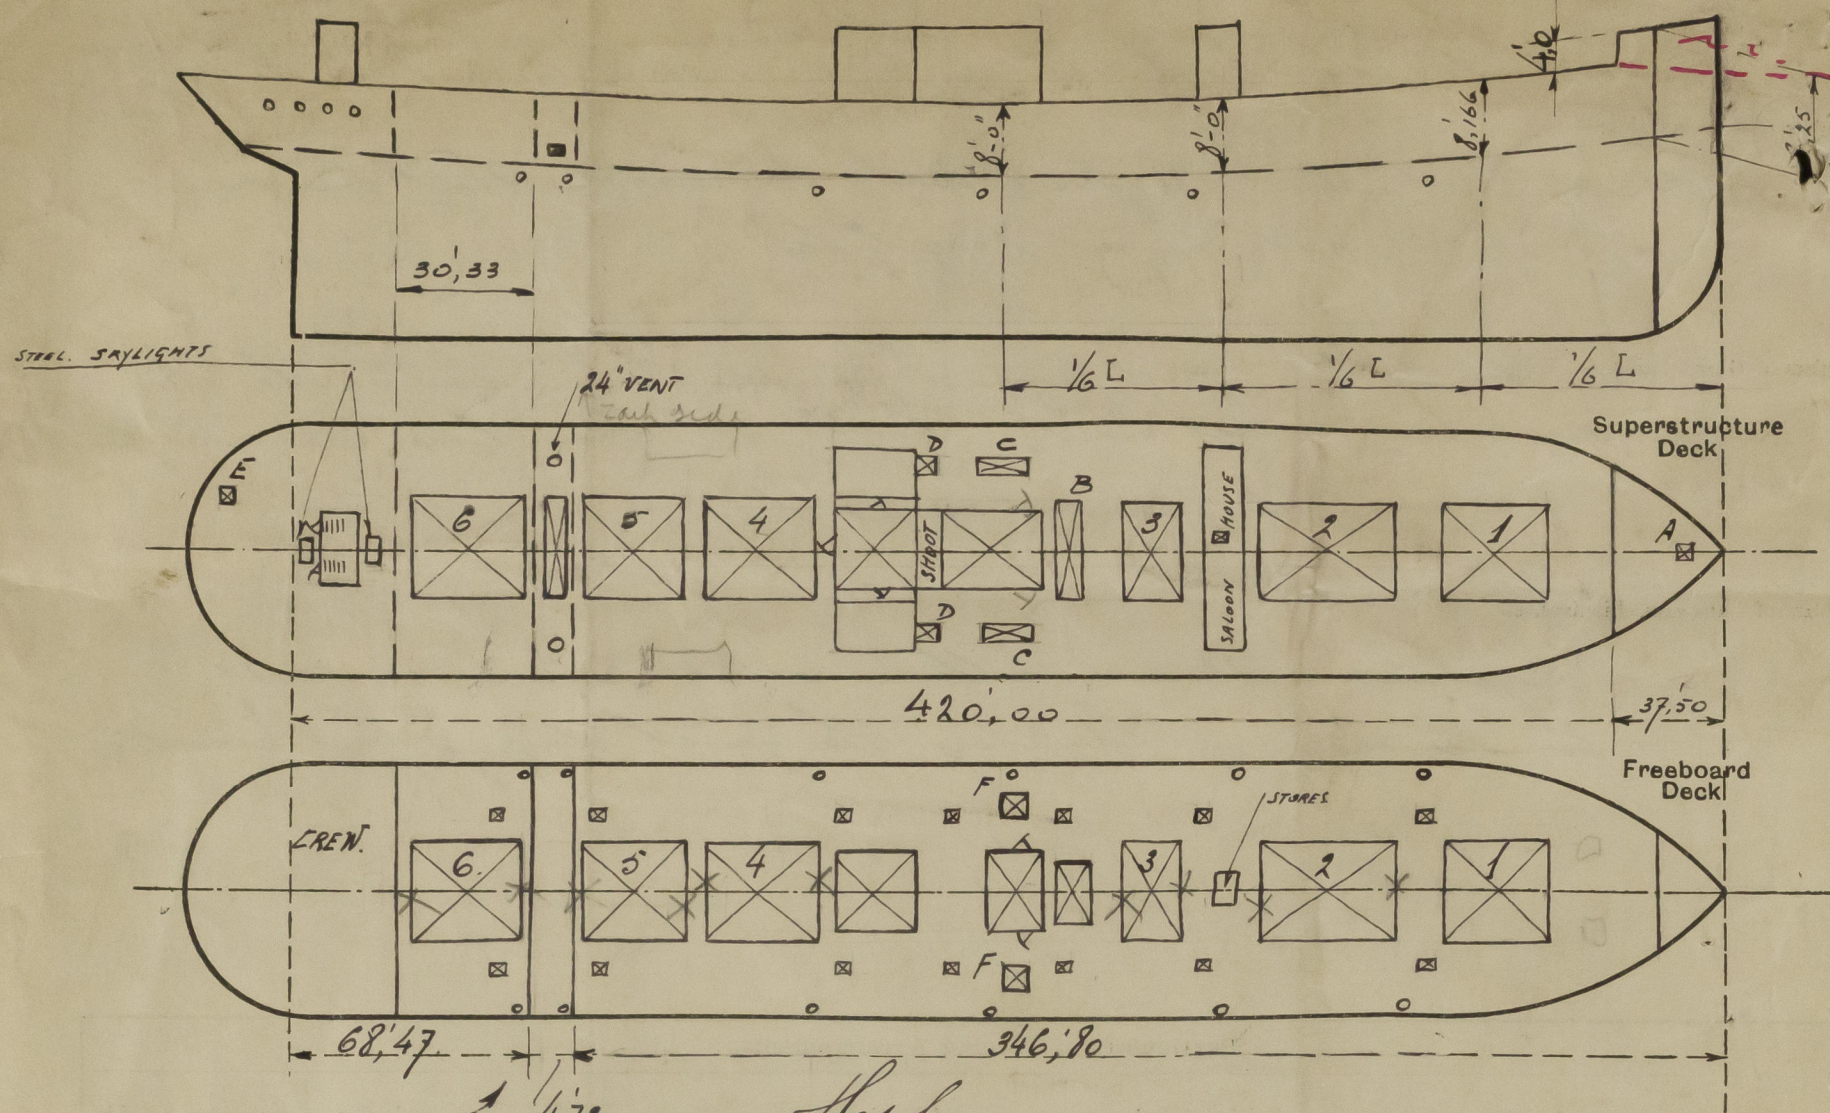 4',0
8'-0"
8'-0"
8',166
30',33
STEEL. SKYLIGHTS
24" VENT
Each side
1/6 L
1/6 L
1/6 L
Superstructure
Deck
E
D
C
B
6
5
4
SHOOT
3
SALOON HOUSE
2
1
A
D
C
420',00
37',50
Freeboard
Deck
F
STORES
CREW.
6.
5
4
3
2
1
F
68',47
346',80